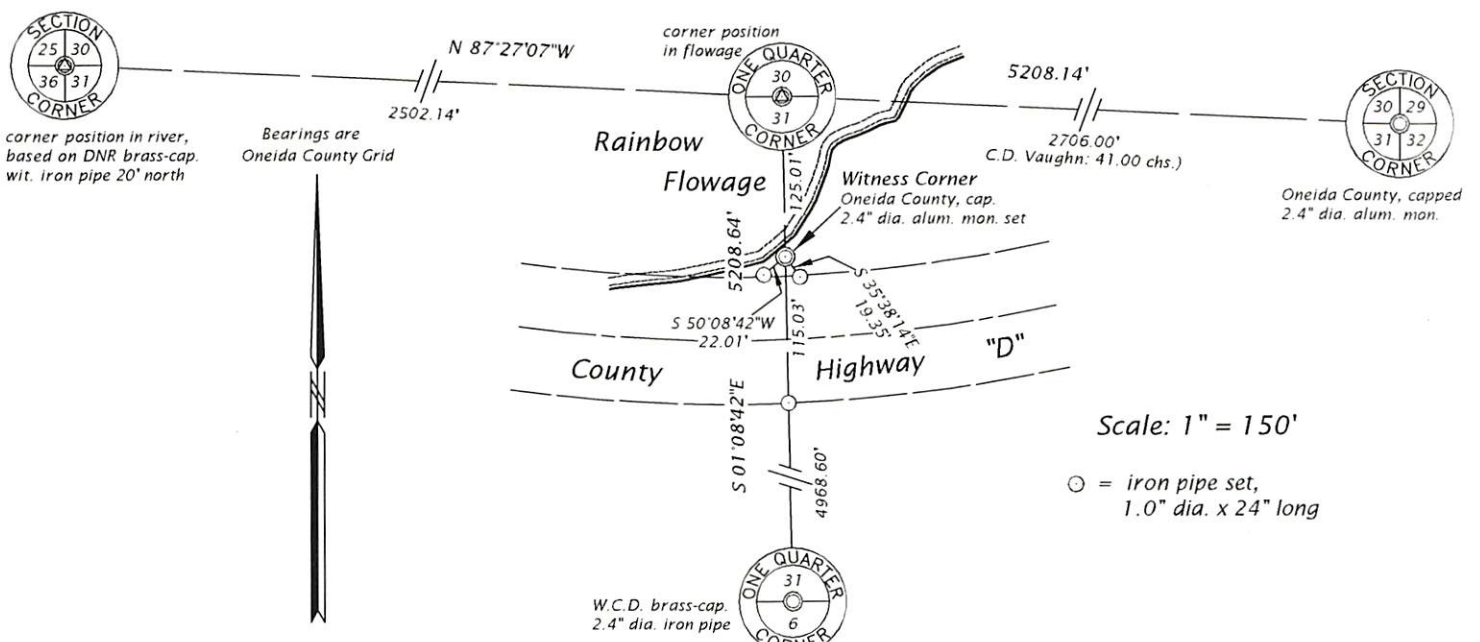 SECTION
25 30
36 31
CORNER
corner position in river,
based on DNR brass-cap.
wit. iron pipe 20' north
N 87°27'07"W
2502.14'
Bearings are
Oneida County Grid
N
corner position
in flowage
ONE QUARTER
30
31
CORNER
5208.14'
2706.00'
C.D. Vaughn: 41.00 chs.)
SECTION
30 29
31 32
CORNER
Oneida County, capped
2.4" dia. alum. mon.
Rainbow
Flowage
125.01'
Witness Corner
Oneida County, cap.
2.4" dia. alum. mon. set
5208.64'
S 50°08'42"W
22.01'
115.03'
S 35°38'14"E
19.35'
County Highway "D"
S 01°08'42"E
4968.60'
Scale: 1" = 150'
= iron pipe set,
1.0" dia. x 24" long
W.C.D. brass-cap.
2.4" dia. iron pipe
ONE QUARTER
31
6
CORNER